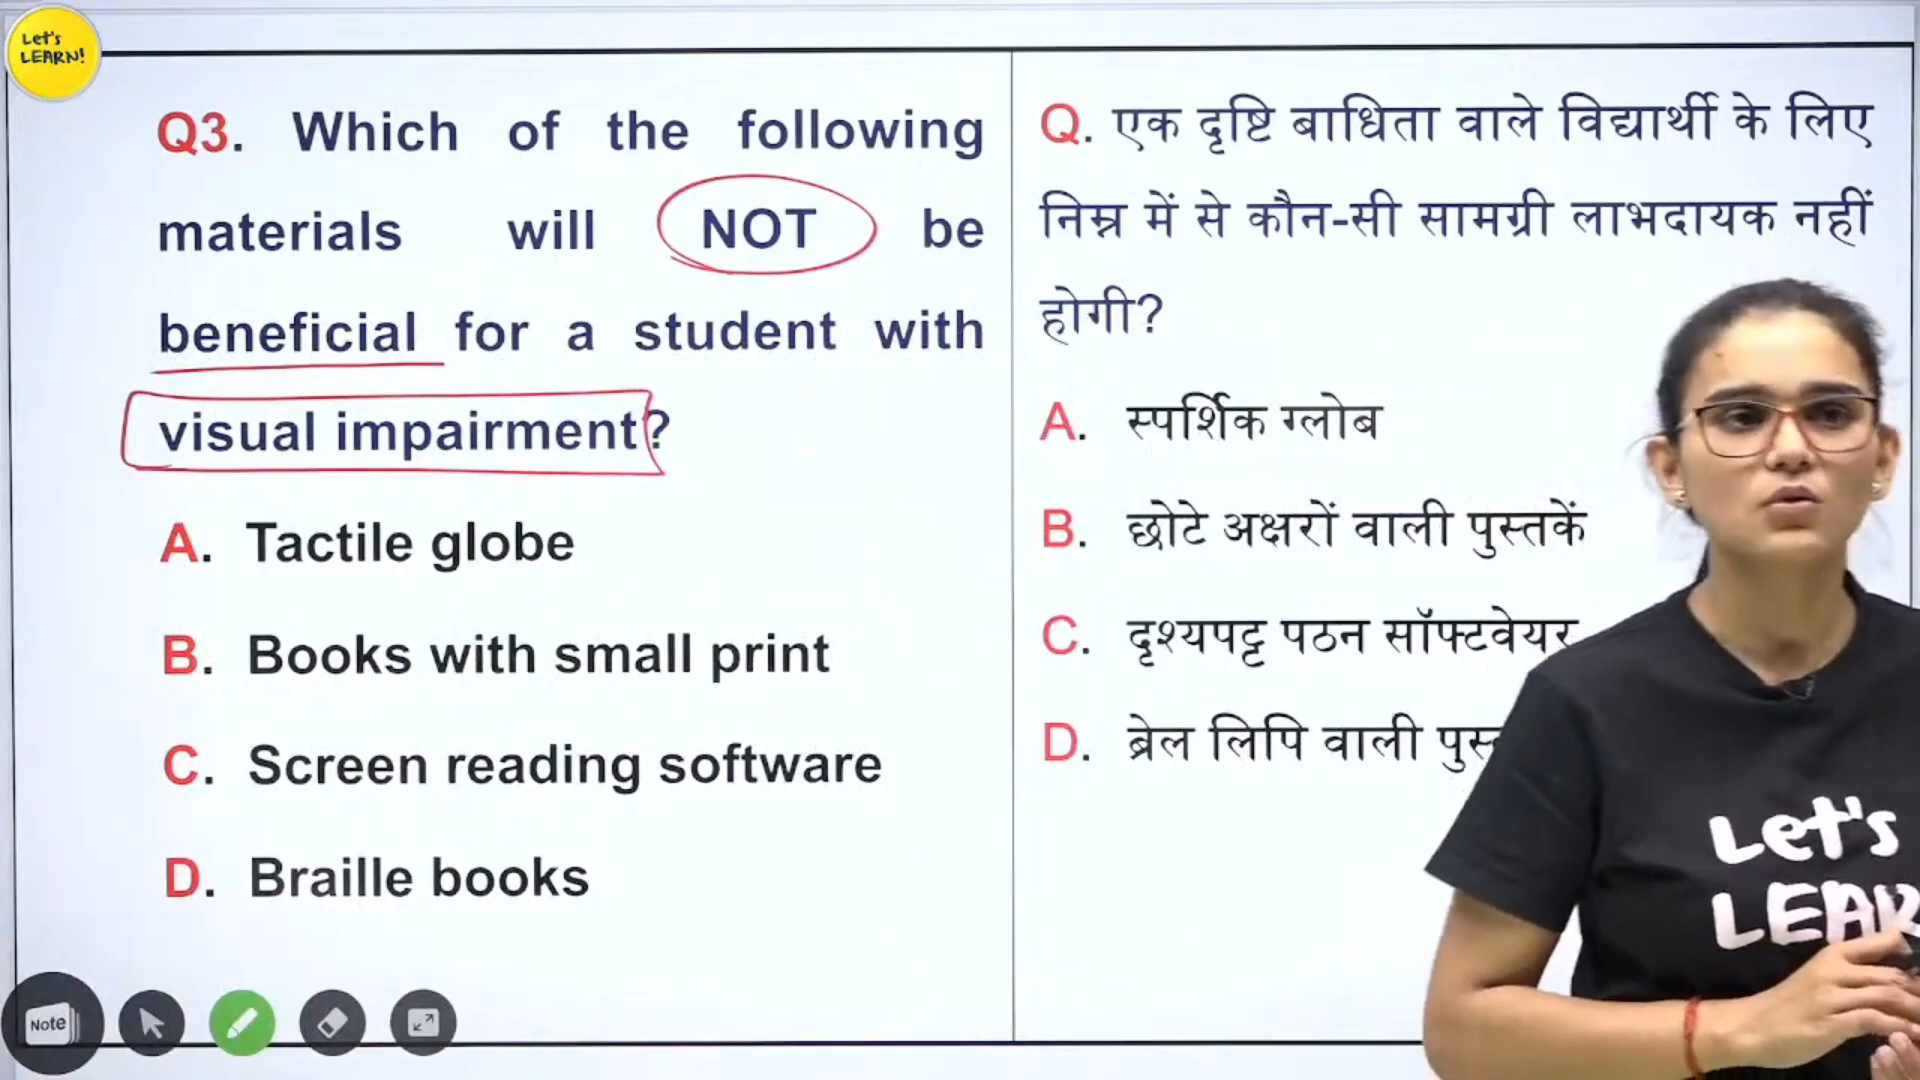 Let's
LEARN!
Q3. Which of the following
materials will NOT be
beneficial for a student with
visual impairment?
A. Tactile globe
B. Books with small print
C. Screen reading software
D. Braille books
Q. एक दृष्टि बाधिता वाले विद्यार्थी के लिए
निम्न में से कौन-सी सामग्री लाभदायक नहीं
होगी?
A. स्पर्शिक ग्लोब
B. छोटे अक्षरों वाली पुस्तकें
C. दृश्यपट्ट पठन सॉफ्टवेयर
D. ब्रेल लिपि वाली
Let's
Note